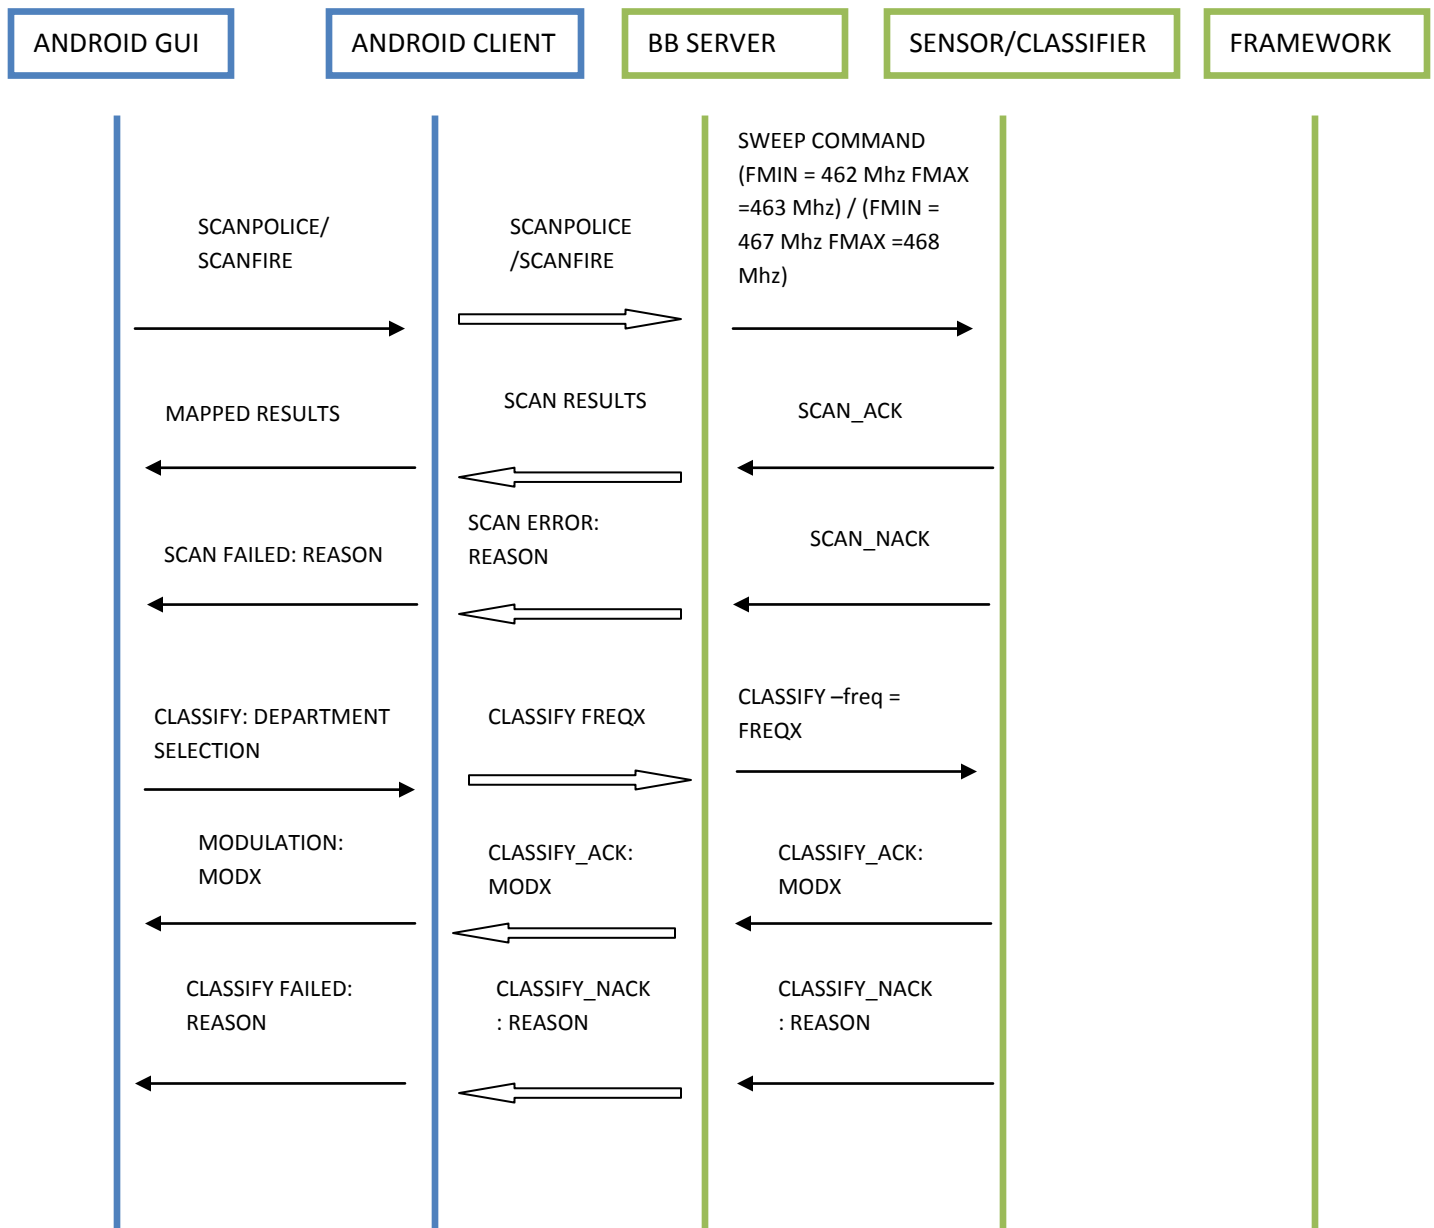 ANDROID GUI
ANDROID CLIENT
BB SERVER
SENSOR/CLASSIFIER
FRAMEWORK
SCANPOLICE/
SCANFIRE
SCANPOLICE
/SCANFIRE
SWEEP COMMAND
(FMIN = 462 Mhz FMAX
=463 Mhz) / (FMIN =
467 Mhz FMAX =468
Mhz)
MAPPED RESULTS
SCAN RESULTS
SCAN_ACK
SCAN FAILED: REASON
SCAN ERROR:
REASON
SCAN_NACK
CLASSIFY: DEPARTMENT
SELECTION
CLASSIFY FREQX
CLASSIFY –freq =
FREQX
MODULATION:
MODX
CLASSIFY_ACK:
MODX
CLASSIFY_ACK:
MODX
CLASSIFY FAILED:
REASON
CLASSIFY_NACK
: REASON
CLASSIFY_NACK
: REASON